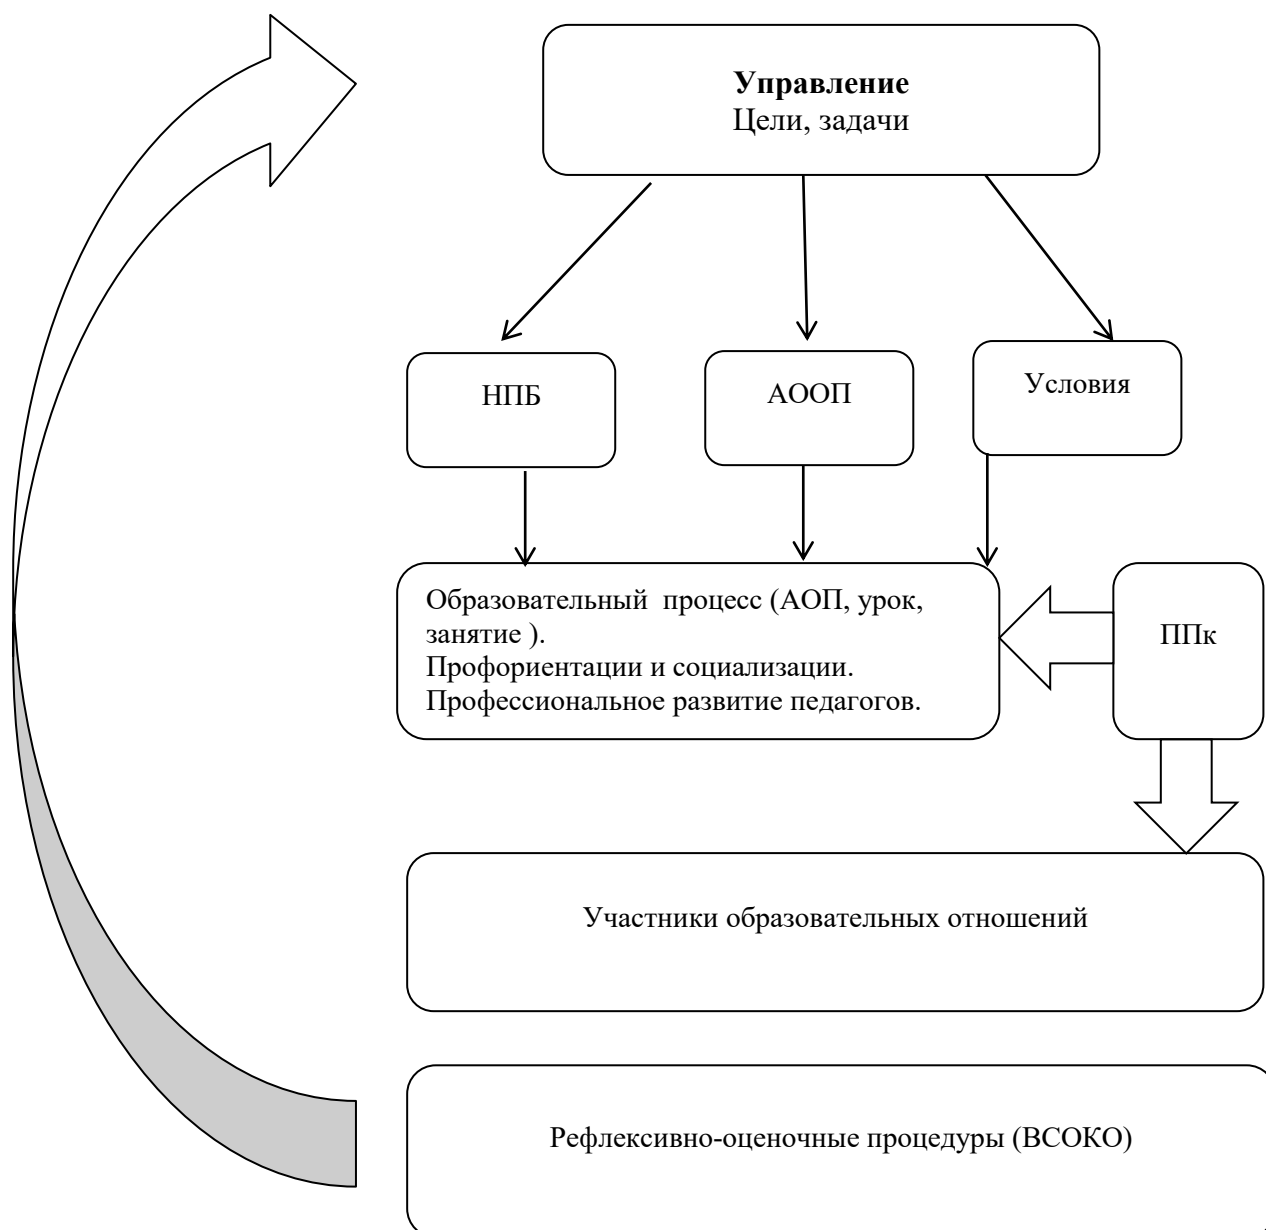 Управление
Цели, задачи
НПБ
АООП
Условия
Образовательный  процесс (АОП, урок,
занятие ).
Профориентации и социализации.
Профессиональное развитие педагогов.
ППк
Участники образовательных отношений
Рефлексивно-оценочные процедуры (ВСОКО)